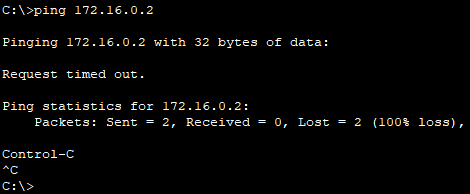 C:\>ping 172.16.0.2
Pinging 172.16.0.2 with 32 bytes of data:
Request timed out.
Ping statistics for 172.16.0.2:
    Packets: Sent = 2, Received = 0, Lost = 2 (100% loss),
Control-C
^C
C:\>